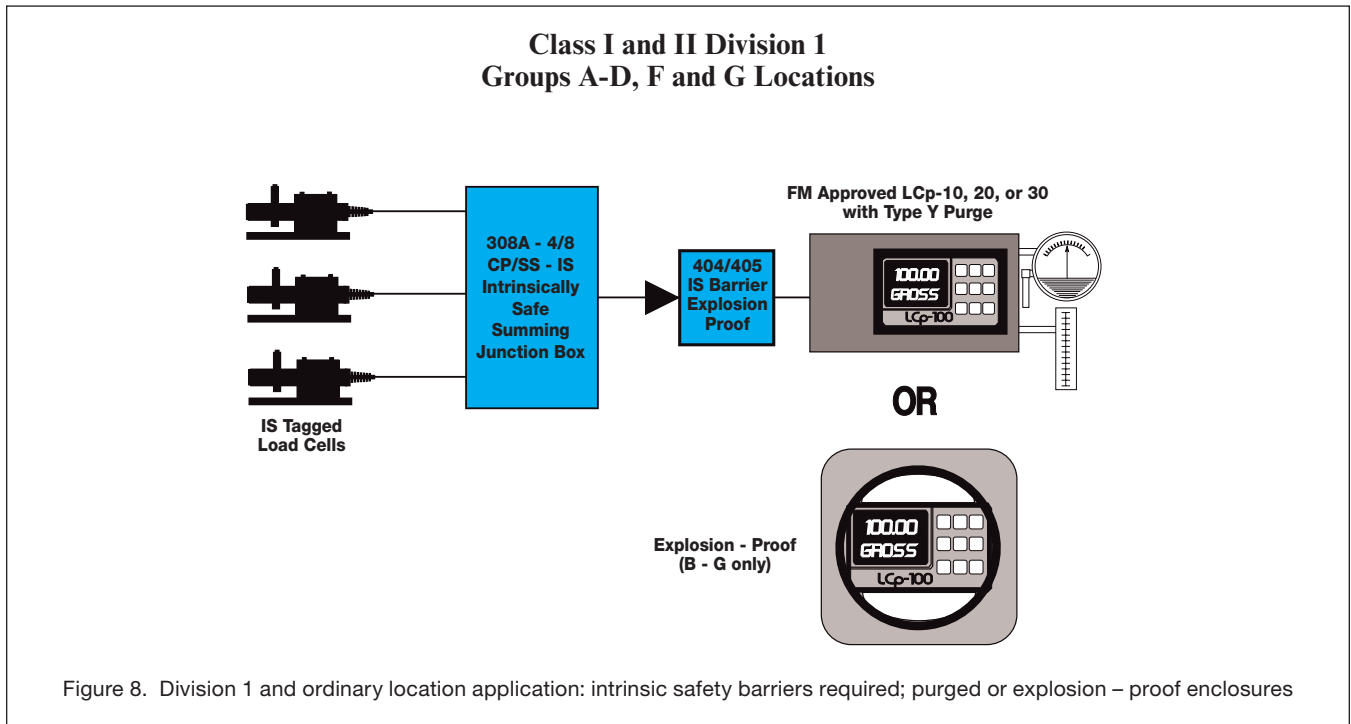 Class I and II Division 1
Groups A-D, F and G Locations
FM Approved LCp-10, 20, or 30
with Type Y Purge
308A - 4/8
CP/SS - IS
Intrinsically
Safe
Summing
Junction Box
404/405
IS Barrier
Explosion
Proof
100.00
GROSS
LCp-100
IS Tagged
Load Cells
OR
Explosion - Proof
(B - G only)
100.00
GROSS
LCp-100
Figure 8. Division 1 and ordinary location application: intrinsic safety barriers required; purged or explosion – proof enclosures